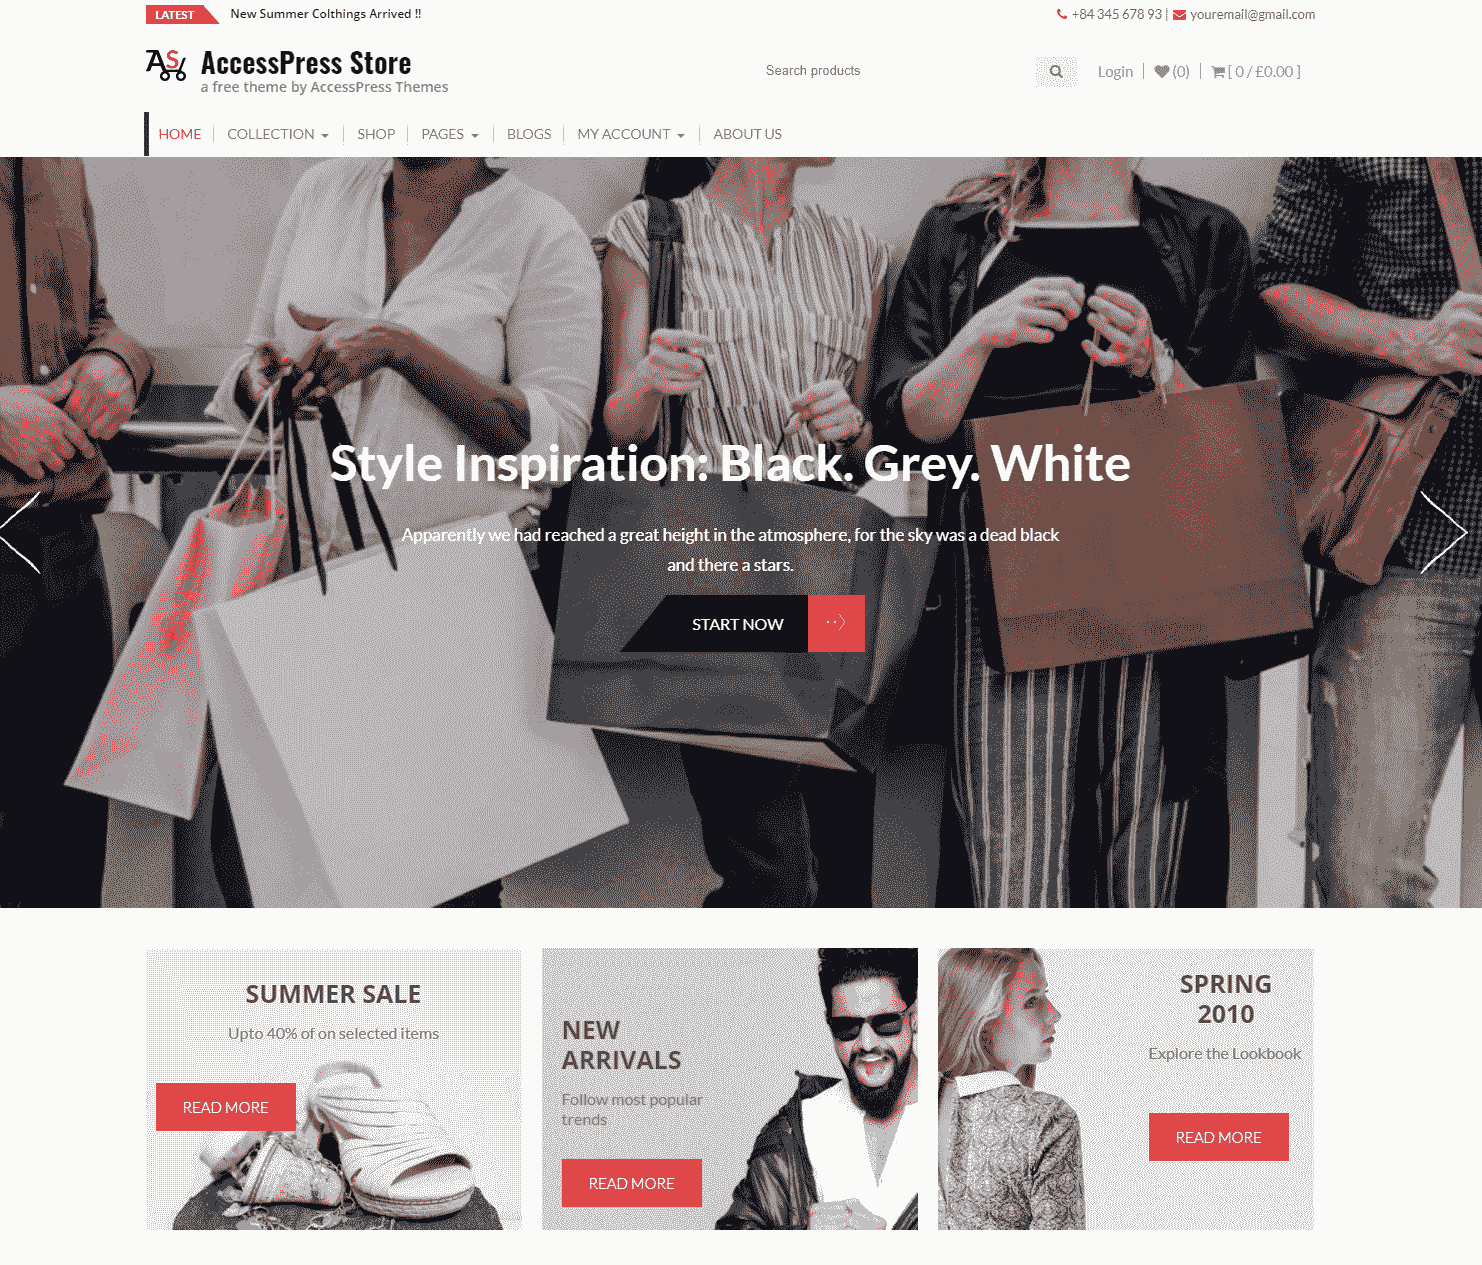 LATEST
New Summer Colthings Arrived !!
+84 345 678 93 |
youremail@gmail.com
AccessPress Store
a free theme by AccessPress Themes
Search products
Login
(0)
[ 0 / £0.00 ]
HOME
COLLECTION
SHOP
PAGES
BLOGS
MY ACCOUNT
ABOUT US
Style Inspiration: Black. Grey. White
Apparently we had reached a great height in the atmosphere, for the sky was a dead black
and there a stars.
START NOW
SUMMER SALE
Upto 40% of on selected items
READ MORE
NEW
ARRIVALS
Follow most popular
trends
READ MORE
SPRING
2010
Explore the Lookbook
READ MORE